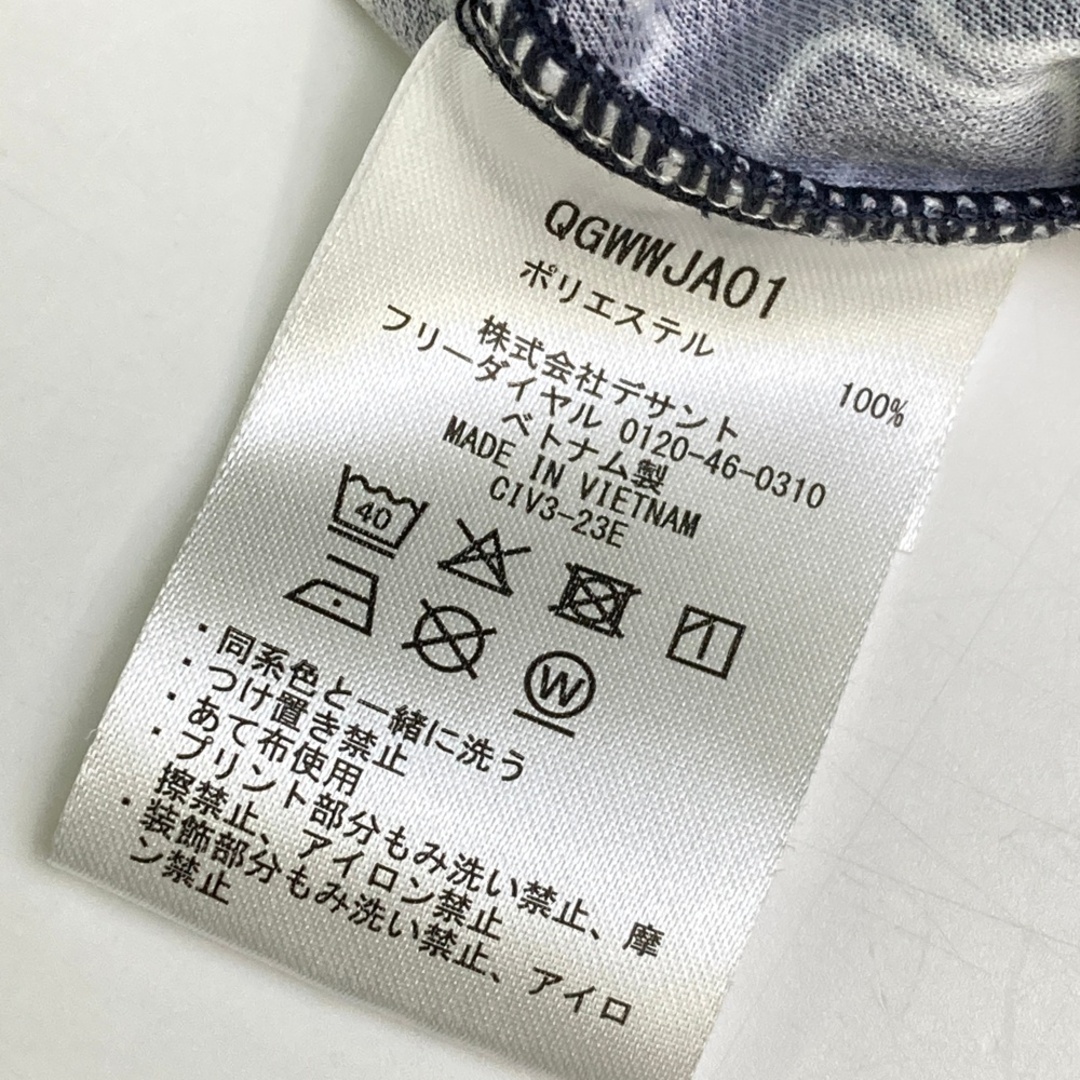 QGWWJA01
ポリエステル 100%
株式会社デサント
フリーダイヤル 0120-46-0310
ベトナム製
MADE IN VIETNAM
CIV3-23E
40
W
・同系色と一緒に洗う
・つけ置き禁止
・あて布使用
・プリント部分もみ洗い禁止、摩
擦禁止、アイロン禁止
・装飾部分もみ洗い禁止、アイロ
ン禁止